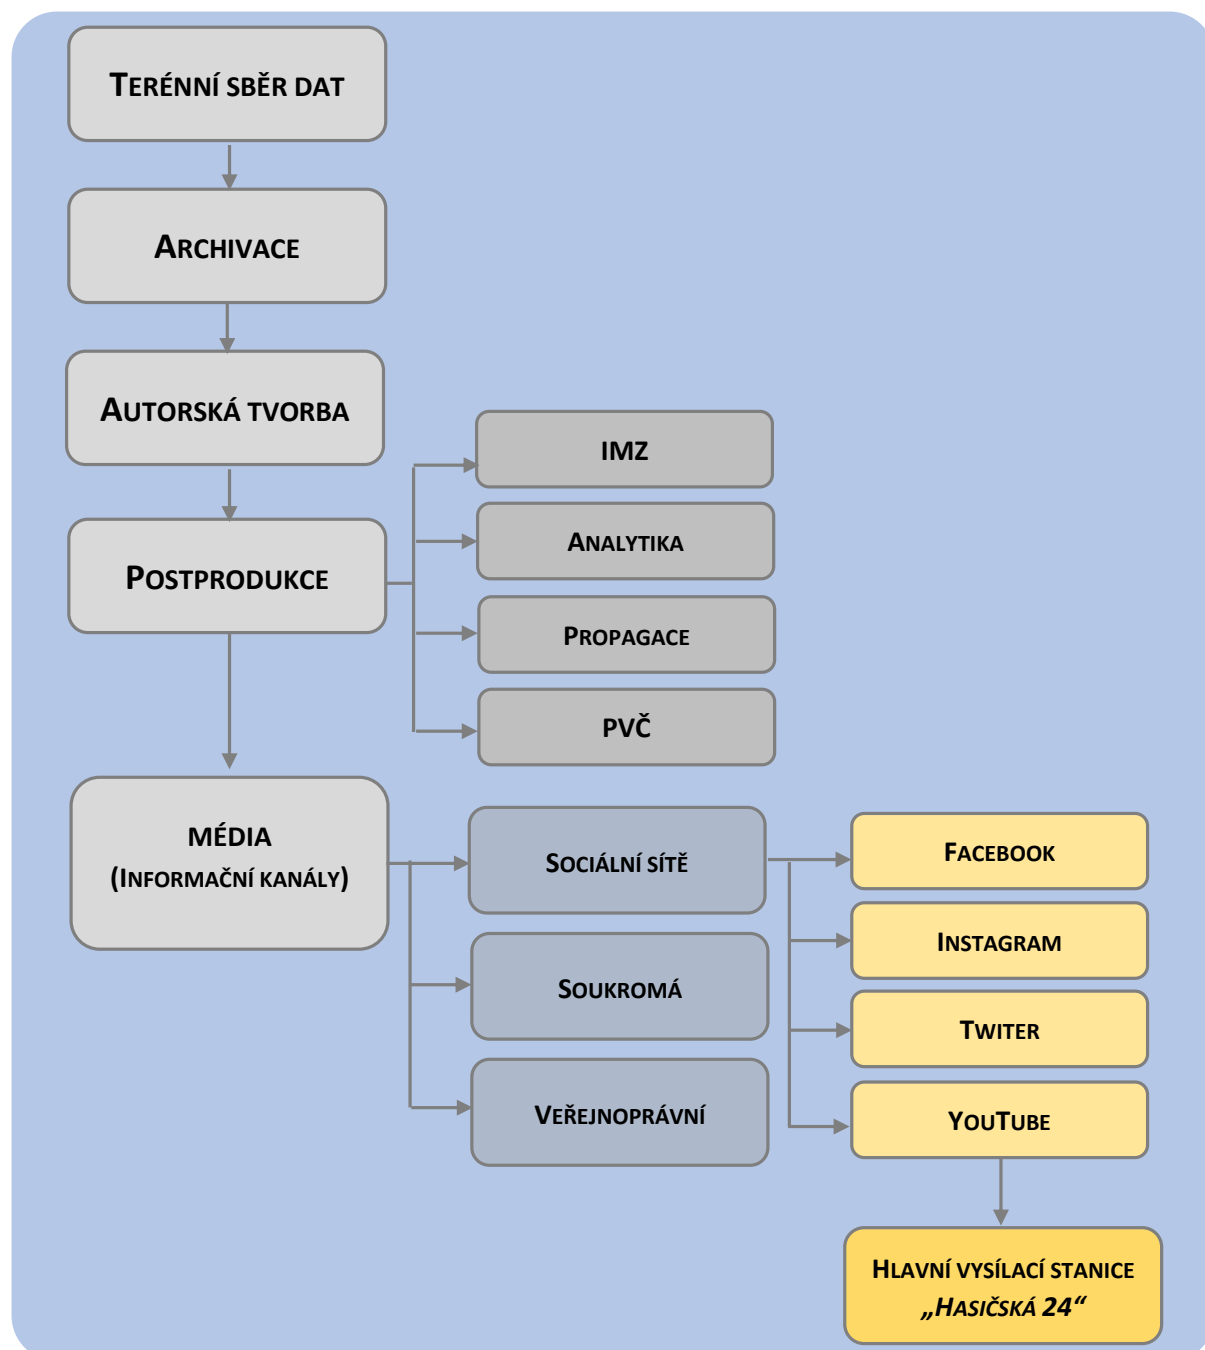 Terénní sběr dat
Archivace
Autorská tvorba
Postprodukce
IMZ
Analytika
Propagace
PVČ
MÉDIA
(Informační kanály)
Sociální sítě
Soukromá
Veřejnoprávní
Facebook
Instagram
Twiter
YouTube
Hlavní vysílací stanice
„Hasičská 24“